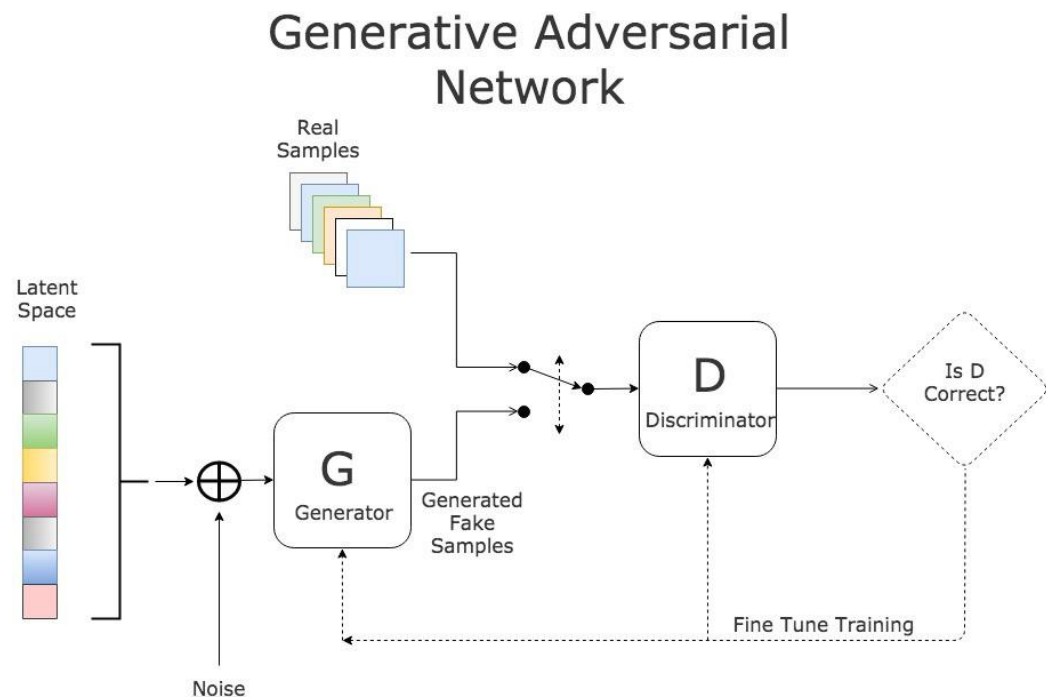 Generative Adversarial
Network
Real
Samples
Latent
Space
Is D
Correct?
D
Discriminator
G
Generator
Generated
Fake
Samples
Fine Tune Training
Noise